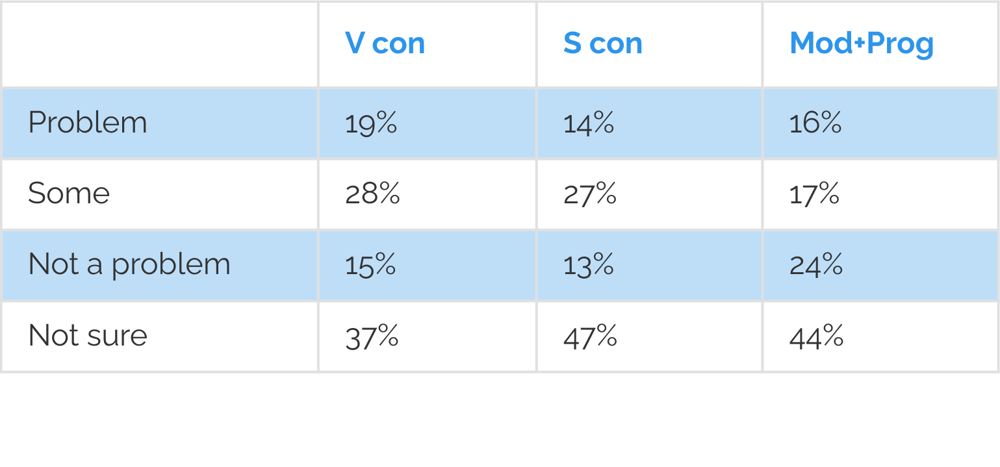 V con S con Mod+Prog
Problem 19% 14% 16%
Some 28% 27% 17%
Not a problem 15% 13% 24%
Not sure 37% 47% 44%